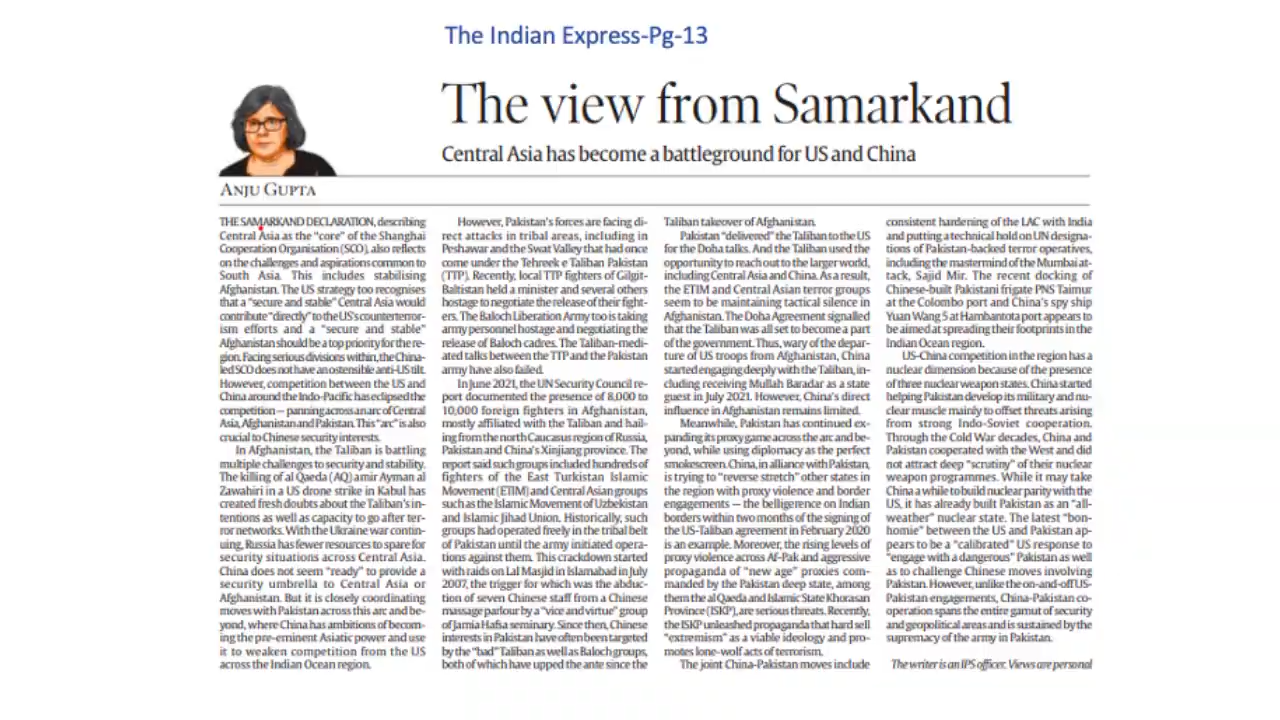 The Indian Express-Pg-13
The view from Samarkand
Central Asia has become a battleground for US and China
ANJU GUPTA
THE SAMARKAND DECLARATION, describing
Central Asia as the “core” of the Shanghai
Cooperation Organisation (SCO), also reflects
on the challenges and aspirations common to
South Asia. This includes stabilising
Afghanistan. The US strategy too recognises
that a “secure and stable” Central Asia would
contribute “directly” to the US's counterterror-
ism efforts and a “secure and stable”
Afghanistan should be a top priority for the re-
gion. Facing serious divisions within, the China-
led SCO does not have an ostensible anti-US tilt.
However, competition between the US and
China around the Indo-Pacific has eclipsed the
competition — panning across an arc of Central
Asia, Afghanistan and Pakistan. This “arc” is also
crucial to Chinese security interests.
In Afghanistan, the Taliban is battling
multiple challenges to security and stability.
The killing of al Qaeda (AQ) amir Ayman al
Zawahiri in a US drone strike in Kabul has
created fresh doubts about the Taliban's in-
tentions as well as capacity to go after ter-
ror networks. With the Ukraine war contin-
uing, Russia has fewer resources to spare for
security situations across Central Asia.
China does not seem “ready” to provide a
security umbrella to Central Asia or
Afghanistan. But it is closely coordinating
moves with Pakistan across this arc and be-
yond, where China has ambitions of becom-
ing the pre-eminent Asiatic power and use
it to weaken competition from the US
across the Indian Ocean region.
However, Pakistan's forces are facing di-
rect attacks in tribal areas, including in
Peshawar and the Swat Valley that had once
come under the Tehreek e Taliban Pakistan
(TTP). Recently, local TTP fighters of Gilgit-
Baltistan held a minister and several others
hostage to negotiate the release of their fight-
ers. The Baloch Liberation Army too is taking
army personnel hostage and negotiating the
release of Baloch cadres. The Taliban-medi-
ated talks between the TTP and the Pakistan
army have also failed.
In June 2021, the UN Security Council re-
port documented the presence of 8,000 to
10,000 foreign fighters in Afghanistan,
mostly affiliated with the Taliban and hail-
ing from the north Caucasus region of Russia,
Pakistan and China's Xinjiang province. The
report said such groups included hundreds of
fighters of the East Turkistan Islamic
Movement (ETIM) and Central Asian groups
such as the Islamic Movement of Uzbekistan
and Islamic Jihad Union. Historically, such
groups had operated freely in the tribal belt
of Pakistan until the army initiated opera-
tions against them. This crackdown started
with raids on Lal Masjid in Islamabad in July
2007, the trigger for which was the abduc-
tion of seven Chinese staff from a Chinese
massage parlour by a “vice and virtue” group
of Jamia Hafsa seminary. Since then, Chinese
interests in Pakistan have often been targeted
by the “bad” Taliban as well as Baloch groups,
both of which have upped the ante since the
Taliban takeover of Afghanistan.
Pakistan “delivered” the Taliban to the US
for the Doha talks. And the Taliban used the
opportunity to reach out to the larger world,
including Central Asia and China. As a result,
the ETIM and Central Asian terror groups
seem to be maintaining tactical silence in
Afghanistan. The Doha Agreement signalled
that the Taliban was all set to become a part
of the government. Thus, wary of the depar-
ture of US troops from Afghanistan, China
started engaging deeply with the Taliban, in-
cluding receiving Mullah Baradar as a state
guest in July 2021. However, China's direct
influence in Afghanistan remains limited.
Meanwhile, Pakistan has continued ex-
panding its proxy game across the arc and be-
yond, while using diplomacy as the perfect
smokescreen. China, in alliance with Pakistan,
is trying to “reverse stretch” other states in
the region with proxy violence and border
engagements — the belligerence on Indian
borders within two months of the signing of
the US-Taliban agreement in February 2020
is an example. Moreover, the rising levels of
proxy violence across Af-Pak and aggressive
propaganda of “new age” proxies com-
manded by the Pakistan deep state, among
them the al Qaeda and Islamic State Khorasan
Province (ISKP), are serious threats. Recently,
the ISKP unleashed propaganda that hard sell
“extremism” as a viable ideology and pro-
motes lone-wolf acts of terrorism.
The joint China-Pakistan moves include
consistent hardening of the LAC with India
and putting a technical hold on UN designa-
tions of Pakistan-backed terror operatives,
including the mastermind of the Mumbai at-
tack, Sajid Mir. The recent docking of
Chinese-built Pakistani frigate PNS Taimur
at the Colombo port and China's spy ship
Yuan Wang 5 at Hambantota port appears to
be aimed at spreading their footprints in the
Indian Ocean region.
US-China competition in the region has a
nuclear dimension because of the presence
of three nuclear weapon states. China started
helping Pakistan develop its military and nu-
clear muscle mainly to offset threats arising
from strong Indo-Soviet cooperation.
Through the Cold War decades, China and
Pakistan cooperated with the West and did
not attract deep “scrutiny” of their nuclear
weapon programmes. While it may take
China a while to build nuclear parity with the
US, it has already built Pakistan as an “all-
weather” nuclear state. The latest “bon-
homie” between the US and Pakistan ap-
pears to be a “calibrated” US response to
“engage with a dangerous” Pakistan as well
as to challenge Chinese moves involving
Pakistan. However, unlike the on-and-off US-
Pakistan engagements, China-Pakistan co-
operation spans the entire gamut of security
and geopolitical areas and is sustained by the
supremacy of the army in Pakistan.
The writer is an IPS officer. Views are personal